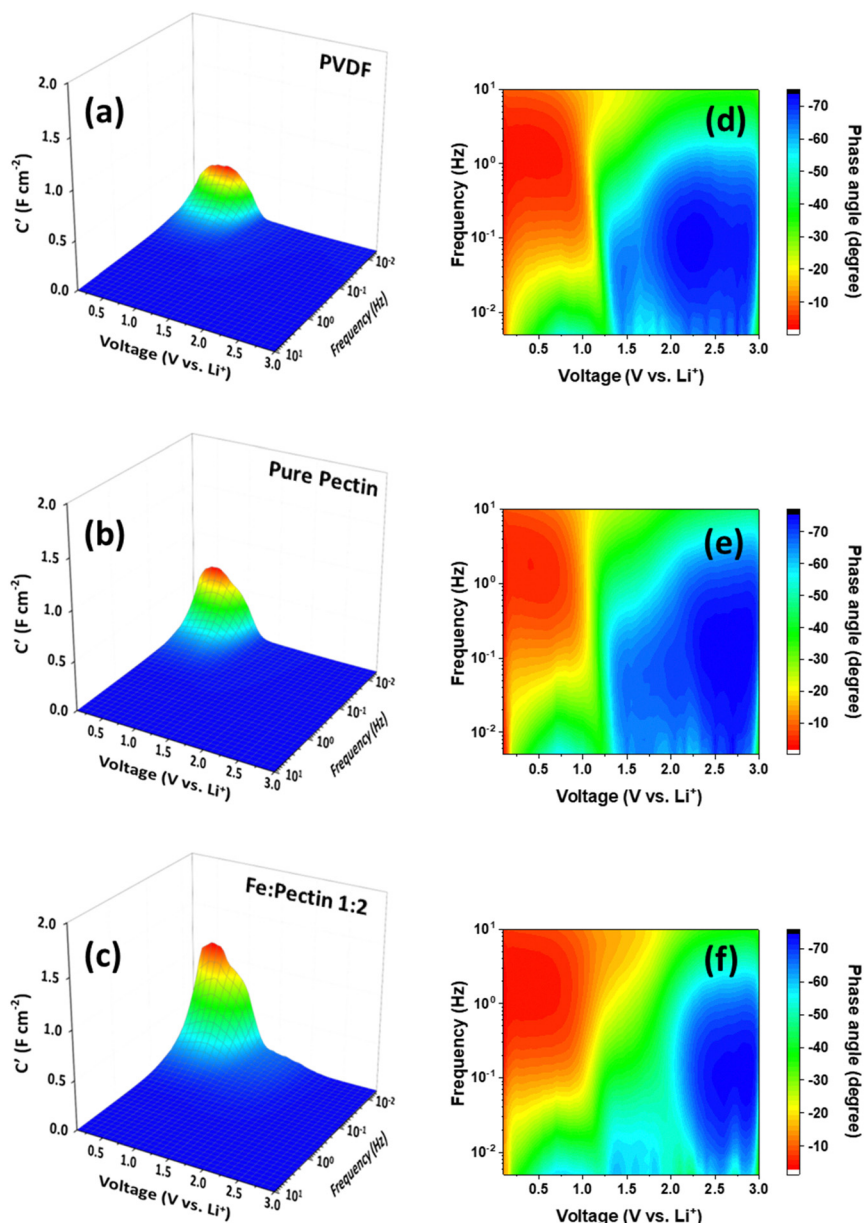 PVDF
(a)
2.0
1.5
1.0
0.5
0.0
C’ (F cm⁻²)
0.5
1.0
1.5
2.0
2.5
3.0
Voltage (V vs. Li⁺)
10¹
10⁰
10⁻¹
10⁻²
Frequency (Hz)
(d)
10¹
10⁰
10⁻¹
10⁻²
Frequency (Hz)
0.5 1.0 1.5 2.0 2.5 3.0
Voltage (V vs. Li⁺)
-70
-60
-50
-40
-30
-20
-10
Phase angle (degree)
Pure Pectin
(b)
2.0
1.5
1.0
0.5
0.0
C’ (F cm⁻²)
0.5
1.0
1.5
2.0
2.5
3.0
Voltage (V vs. Li⁺)
10¹
10⁰
10⁻¹
10⁻²
Frequency (Hz)
(e)
10¹
10⁰
10⁻¹
10⁻²
Frequency (Hz)
0.5 1.0 1.5 2.0 2.5 3.0
Voltage (V vs. Li⁺)
-70
-60
-50
-40
-30
-20
-10
Phase angle (degree)
Fe:Pectin 1:2
(c)
2.0
1.5
1.0
0.5
0.0
C’ (F cm⁻²)
0.5
1.0
1.5
2.0
2.5
3.0
Voltage (V vs. Li⁺)
10¹
10⁰
10⁻¹
10⁻²
Frequency (Hz)
(f)
10¹
10⁰
10⁻¹
10⁻²
Frequency (Hz)
0.5 1.0 1.5 2.0 2.5 3.0
Voltage (V vs. Li⁺)
-70
-60
-50
-40
-30
-20
-10
Phase angle (degree)